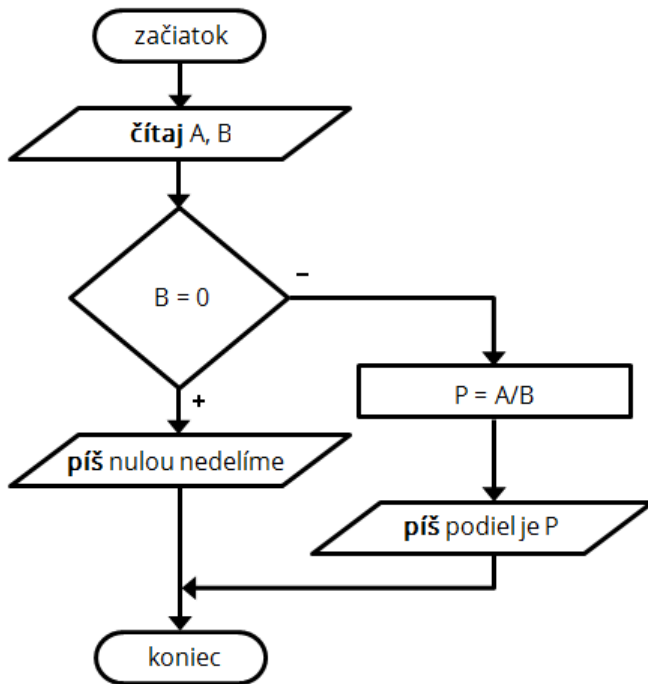 začiatok
čítaj A, B
B = 0
–
+
P = A/B
píš nulou nedelíme
píš podiel je P
koniec